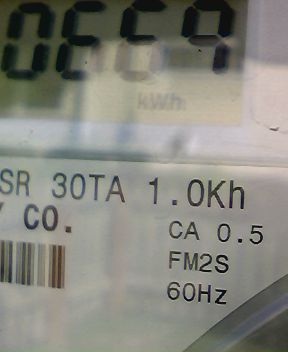 kWh
SR 30TA 1.0Kh
Y CO.
CA 0.5
FM2S
60Hz